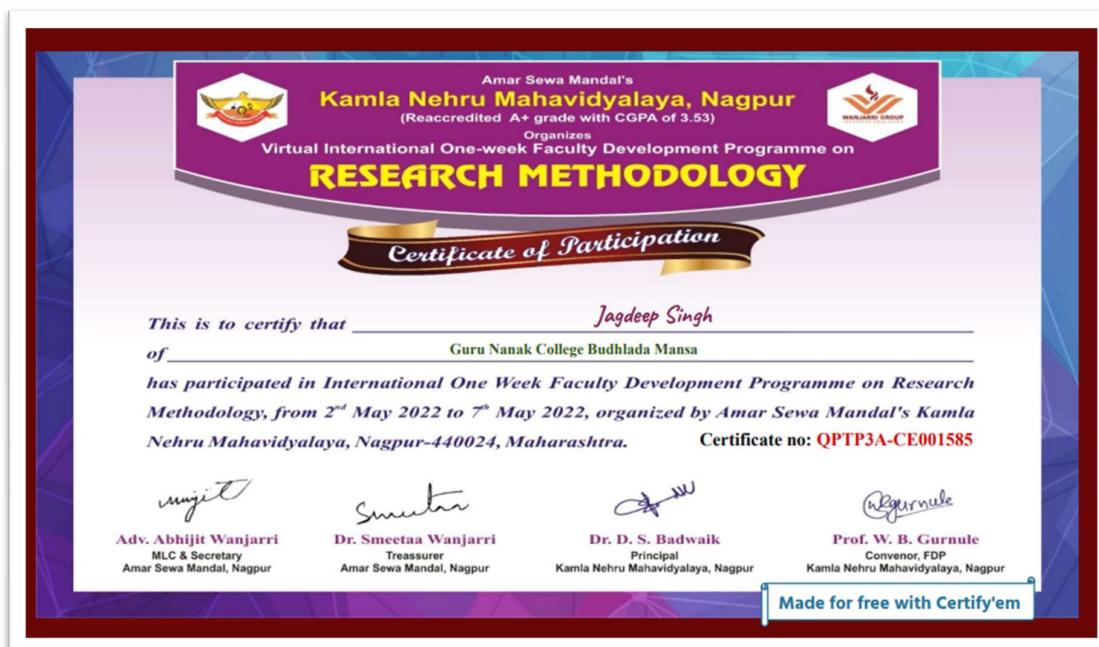 Amar Sewa Mandal's
Kamla Nehru Mahavidyalaya, Nagpur
(Reaccredited A+ grade with CGPA of 3.53)
Organizes
Virtual International One-week Faculty Development Programme on
RESEARCH METHODOLOGY
WANJARRI GROUP
Certificate of Participation
This is to certify that Jagdeep Singh
of Guru Nanak College Budhlada Mansa
has participated in International One Week Faculty Development Programme on Research
Methodology, from 2nd May 2022 to 7th May 2022, organized by Amar Sewa Mandal's Kamla
Nehru Mahavidyalaya, Nagpur-440024, Maharashtra. Certificate no: QPTP3A-CE001585
Adv. Abhijit Wanjarri Dr. Smeetaa Wanjarri Dr. D. S. Badwaik Prof. W. B. Gurnule
MLC & Secretary Treassurer Principal Convenor, FDP
Amar Sewa Mandal, Nagpur Amar Sewa Mandal, Nagpur Kamla Nehru Mahavidyalaya, Nagpur Kamla Nehru Mahavidyalaya, Nagpur
Made for free with Certify'em